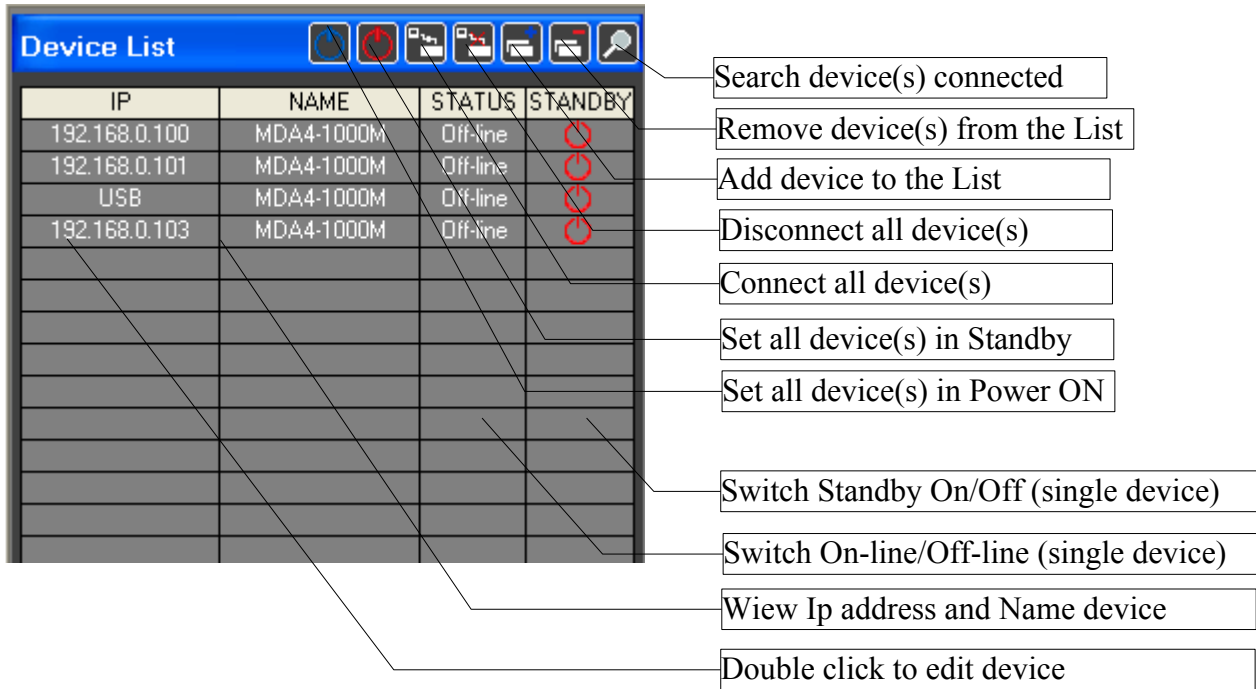 Device List
IP NAME STATUS STANDBY
192.168.0.100 MDA4-1000M Off-line
192.168.0.101 MDA4-1000M Off-line
USB MDA4-1000M Off-line
192.168.0.103 MDA4-1000M Off-line
Search device(s) connected
Remove device(s) from the List
Add device to the List
Disconnect all device(s)
Connect all device(s)
Set all device(s) in Standby
Set all device(s) in Power ON
Switch Standby On/Off (single device)
Switch On-line/Off-line (single device)
Wiew Ip address and Name device
Double click to edit device